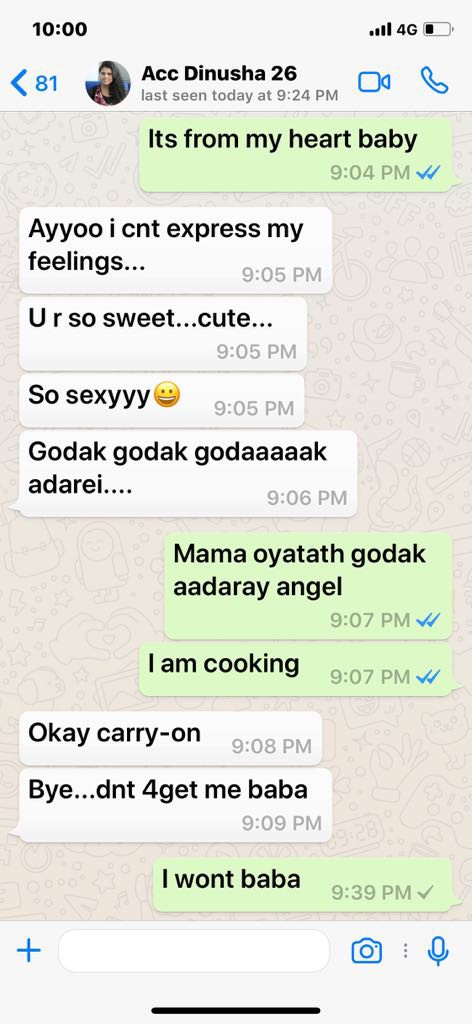 10:00
4G
81
Acc Dinusha 26
last seen today at 9:24 PM
Its from my heart baby
9:04 PM
Ayyoo i cnt express my
feelings...
9:05 PM
U r so sweet...cute...
9:05 PM
So sexyyy😀
9:05 PM
Godak godak godaaaaak
adarei....
9:06 PM
Mama oyatath godak
aadaray angel
9:07 PM
I am cooking
9:07 PM
Okay carry-on
9:08 PM
Bye...dnt 4get me baba
9:09 PM
I wont baba
9:39 PM